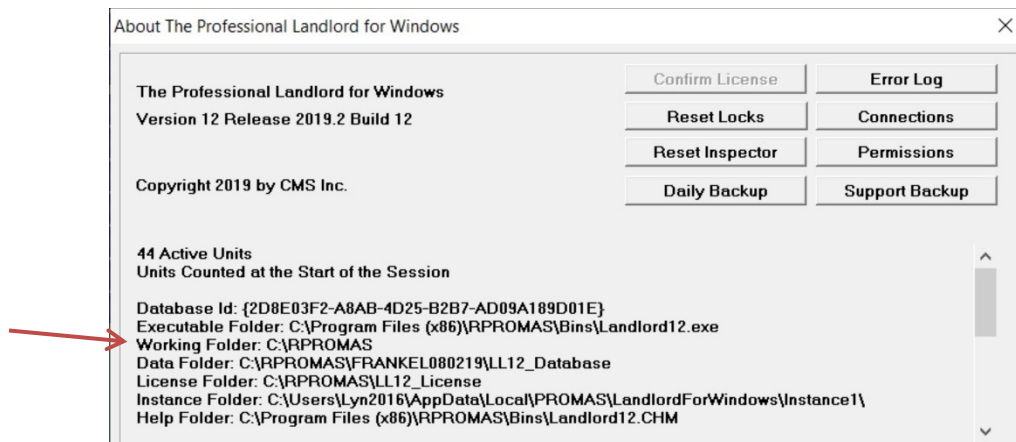 About The Professional Landlord for Windows
The Professional Landlord for Windows
Version 12 Release 2019.2 Build 12
Copyright 2019 by CMS Inc.
Confirm License
Error Log
Reset Locks
Connections
Reset Inspector
Permissions
Daily Backup
Support Backup
44 Active Units
Units Counted at the Start of the Session
Database Id: {2D8E03F2-A8AB-4D25-B2B7-AD09A189D01E}
Executable Folder: C:\Program Files (x86)\RPROMAS\Bins\Landlord12.exe
Working Folder: C:\RPROMAS
Data Folder: C:\RPROMAS\FRANKEL080219\LL12_Database
License Folder: C:\RPROMAS\LL12_License
Instance Folder: C:\Users\Lyn2016\AppData\Local\PROMAS\LandlordForWindows\Instance1\
Help Folder: C:\Program Files (x86)\RPROMAS\Bins\Landlord12.CHM